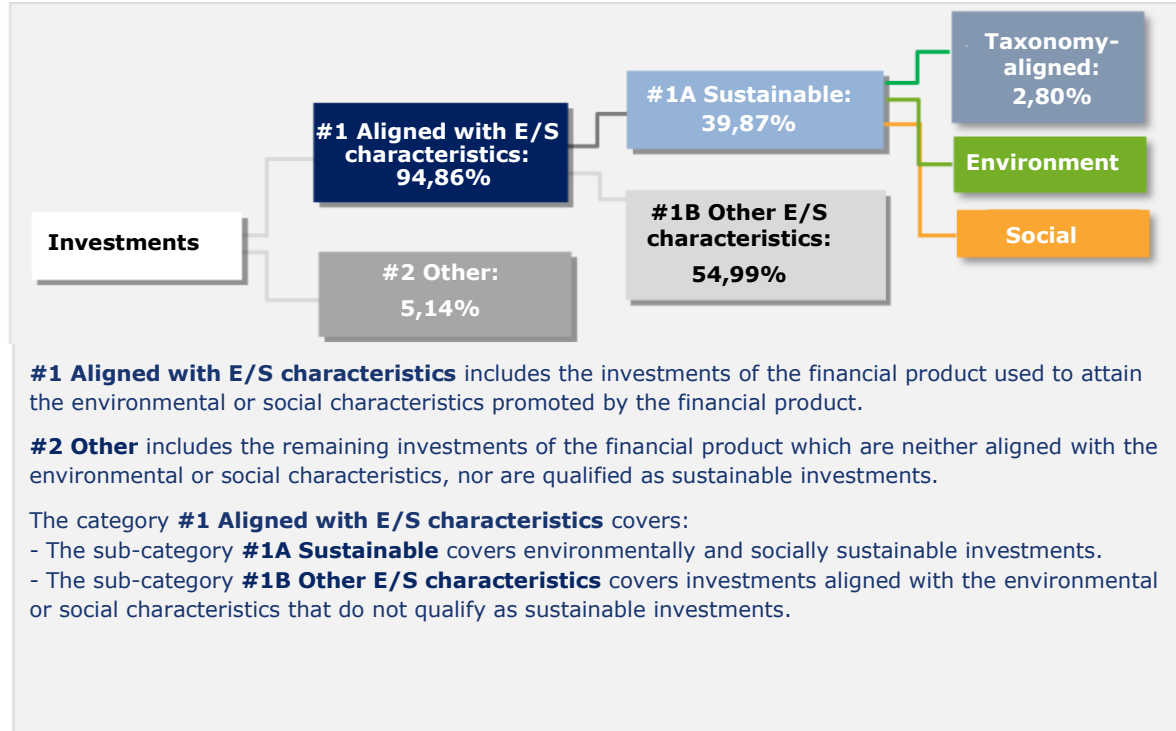 Investments
#1 Aligned with E/S
characteristics:
94,86%
#2 Other:
5,14%
#1A Sustainable:
39,87%
#1B Other E/S
characteristics:
54,99%
Taxonomy-
aligned:
2,80%
Environment
Social
#1 Aligned with E/S characteristics includes the investments of the financial product used to attain
the environmental or social characteristics promoted by the financial product.
#2 Other includes the remaining investments of the financial product which are neither aligned with the
environmental or social characteristics, nor are qualified as sustainable investments.
The category #1 Aligned with E/S characteristics covers:
- The sub-category #1A Sustainable covers environmentally and socially sustainable investments.
- The sub-category #1B Other E/S characteristics covers investments aligned with the environmental
or social characteristics that do not qualify as sustainable investments.